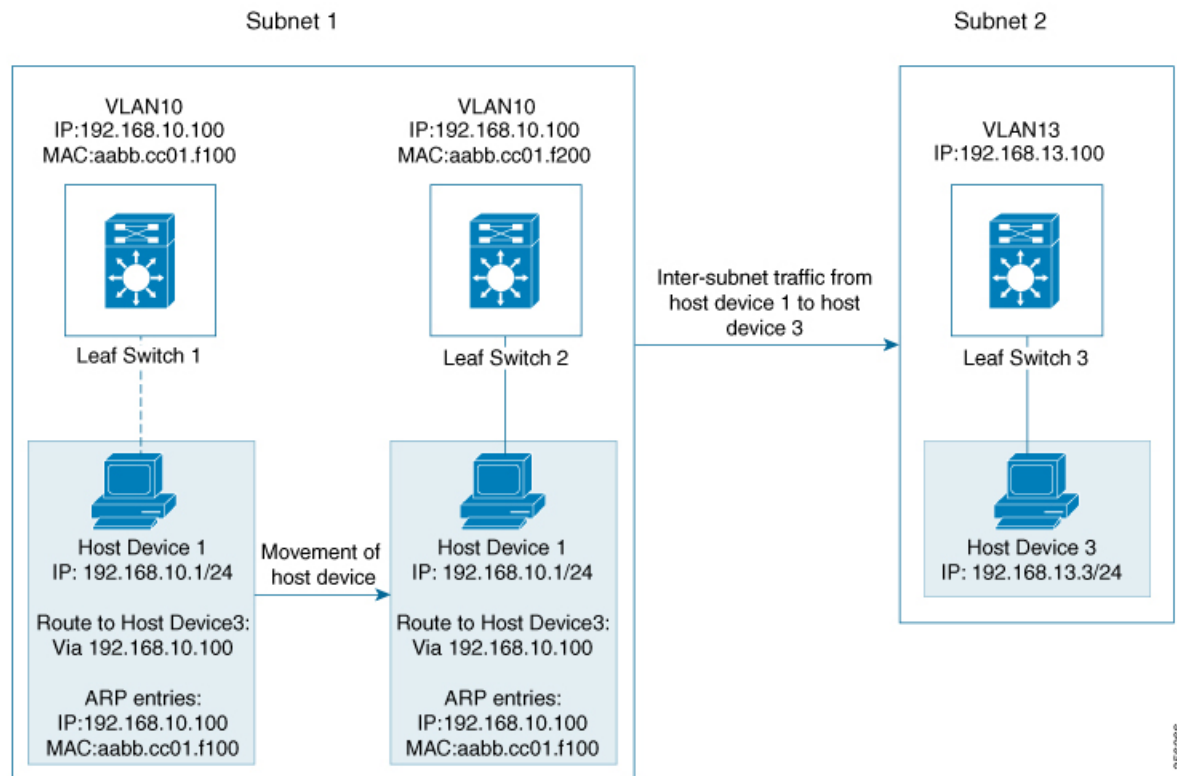 Subnet 1
Subnet 2
VLAN10
IP:192.168.10.100
MAC:aabb.cc01.f100
VLAN10
IP:192.168.10.100
MAC:aabb.cc01.f200
VLAN13
IP:192.168.13.100
Leaf Switch 1
Leaf Switch 2
Inter-subnet traffic from
host device 1 to host
device 3
Leaf Switch 3
Host Device 1
IP: 192.168.10.1/24
Route to Host Device3:
Via 192.168.10.100
ARP entries:
IP:192.168.10.100
MAC:aabb.cc01.f100
Movement of
host device
Host Device 1
IP: 192.168.10.1/24
Route to Host Device3:
Via 192.168.10.100
ARP entries:
IP:192.168.10.100
MAC:aabb.cc01.f100
Host Device 3
IP: 192.168.13.3/24